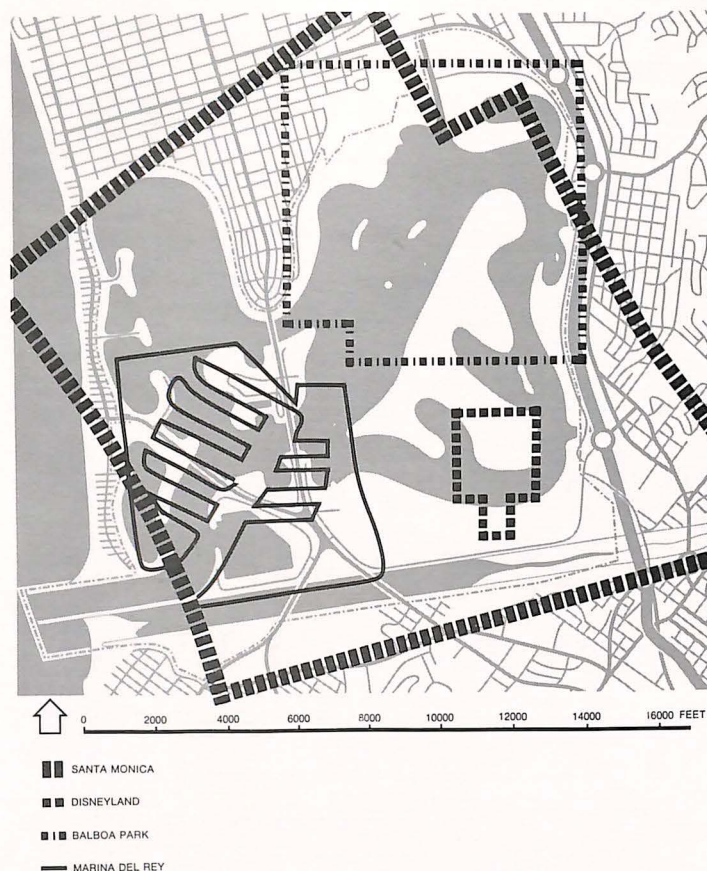 0 2000 4000 6000 8000 10000 12000 14000 16000 FEET
SANTA MONICA
DISNEYLAND
BALBOA PARK
MARINA DEL REY